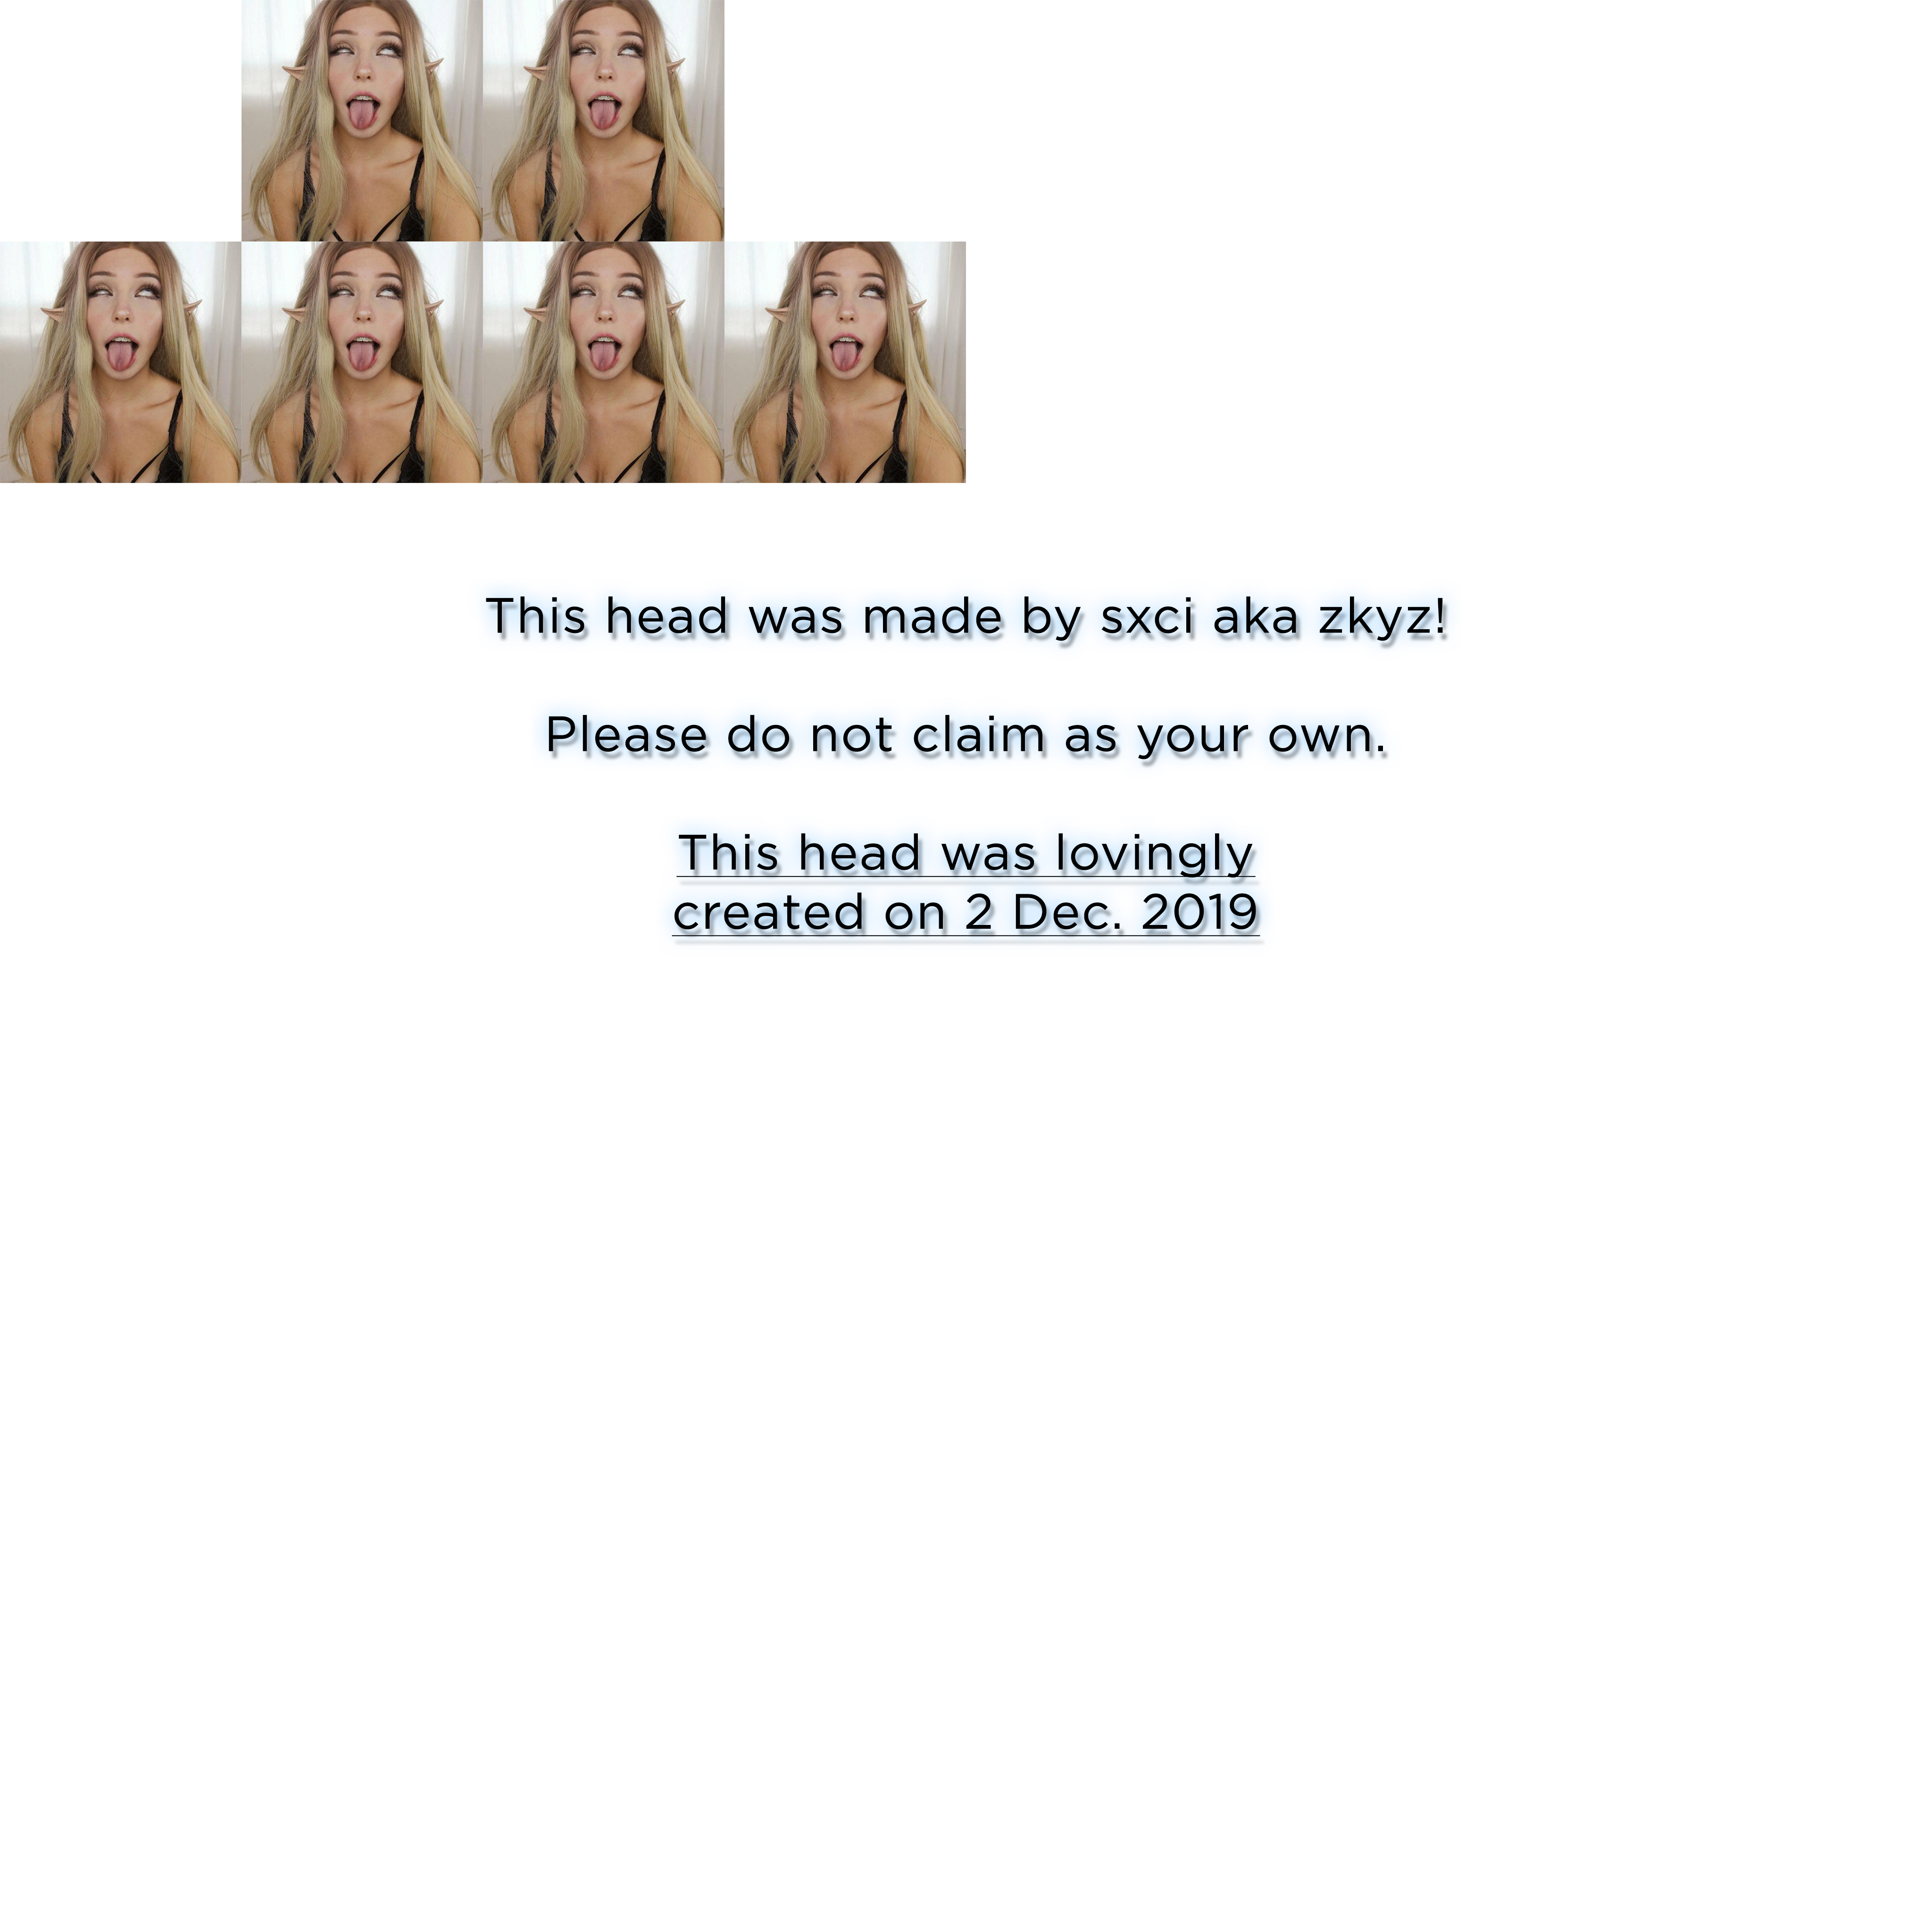 This head was made by sxci aka zkyz!
Please do not claim as your own.
This head was lovingly
created on 2 Dec. 2019